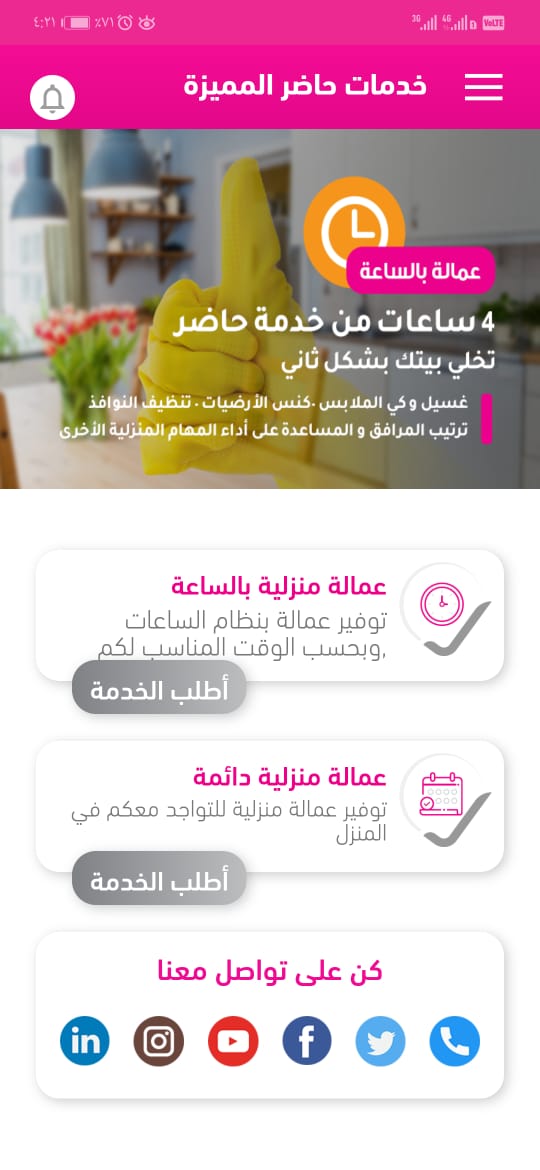 ٤:٢١ ٪٧١ 3G 4G VoLTE
خدمات حاضر المميزة
عمالة بالساعة
4 ساعات من خدمة حاضر
تخلي بيتك بشكل ثاني
غسيل و كي الملابس ، كنس الأرضيات ، تنظيف النوافذ
ترتيب المرافق و المساعدة على أداء المهام المنزلية الأخرى
عمالة منزلية بالساعة
توفير عمالة بنظام الساعات
,وبحسب الوقت المناسب لكم
أطلب الخدمة
عمالة منزلية دائمة
توفير عمالة منزلية للتواجد معكم في
المنزل
أطلب الخدمة
كن على تواصل معنا
in f